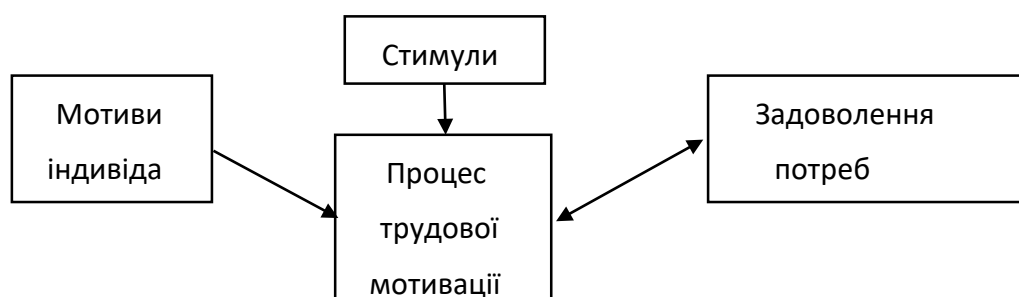 Стимули
Мотиви
індивіда
Процес
трудової
мотивації
Задоволення
потреб